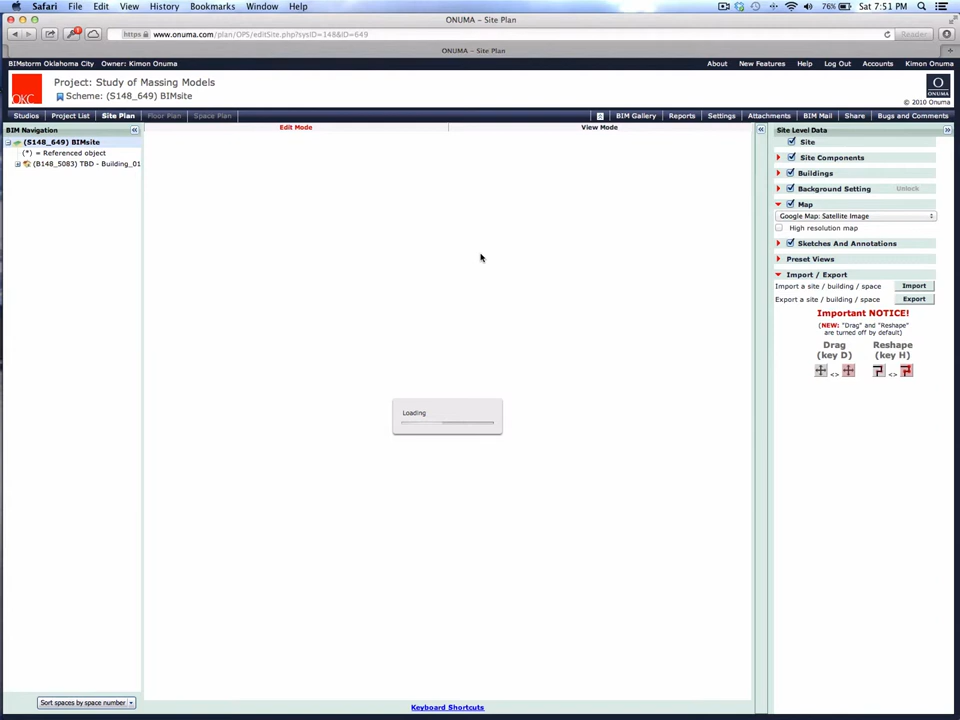 Safari File Edit View History Bookmarks Window Help 76% Sat 7:51 PM
ONUMA – Site Plan
https www.onuma.com/plan/OPS/editSite.php?sysID=148&ID=649 Reader
ONUMA – Site Plan
BIMstorm Oklahoma City Owner: Kimon Onuma About New Features Help Log Out Accounts Kimon Onuma
OKC
Project: Study of Massing Models
Scheme: (S148_649) BIMsite
ONUMA
© 2010 Onuma
Studios Project List Site Plan Floor Plan Space Plan BIM Gallery Reports Settings Attachments BIM Mail Share Bugs and Comments
BIM Navigation
(S148_649) BIMsite
(*) = Referenced object
(B148_5083) TBD - Building_01
Edit Mode View Mode
Loading
Site Level Data
Site
Site Components
Buildings
Background Setting Unlock
Map
Google Map: Satellite Image
High resolution map
Sketches And Annotations
Preset Views
Import / Export
Import a site / building / space Import
Export a site / building / space Export
Important NOTICE!
(NEW: "Drag" and "Reshape"
are turned off by default)
Drag Reshape
(key D) (key H)
<> <>
Sort spaces by space number
Keyboard Shortcuts